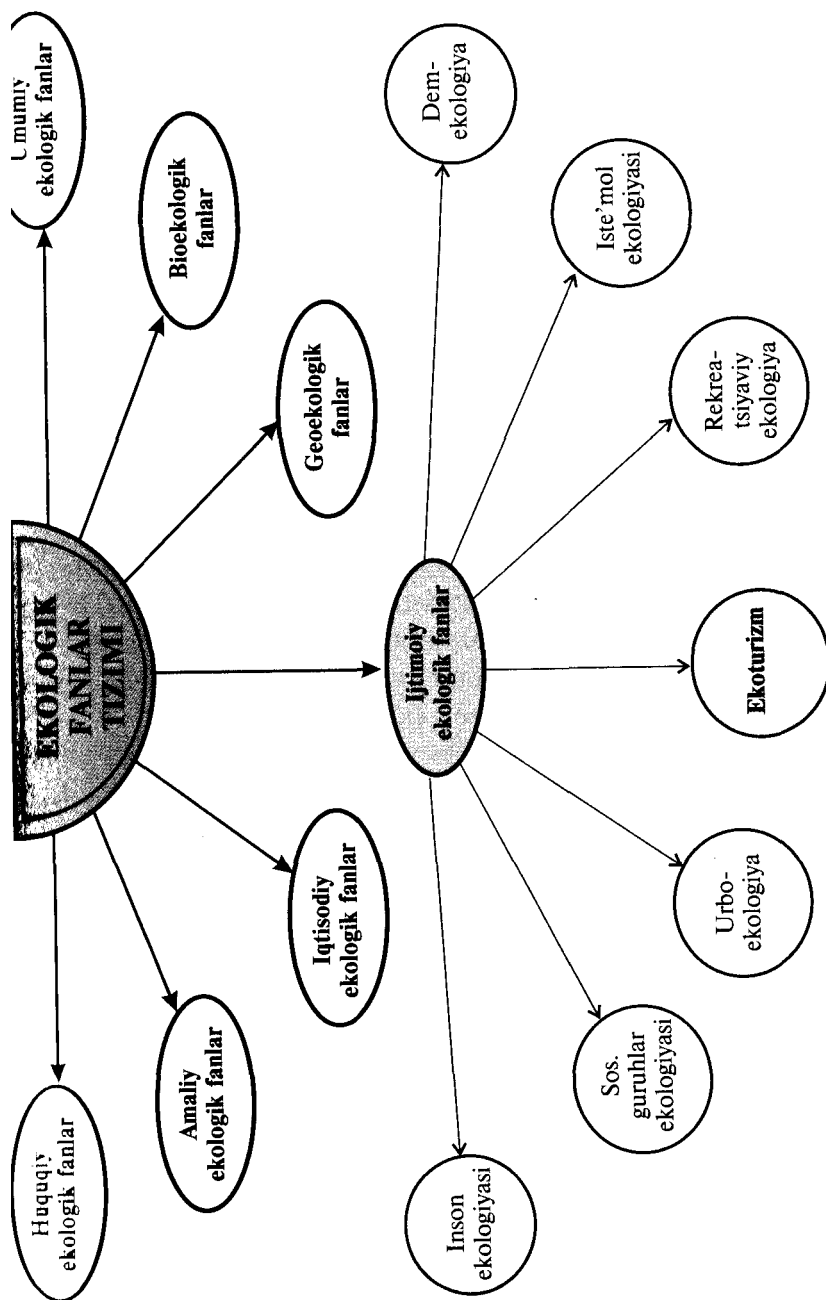 EKOLOGIK
FANLAR
TIZIMI
Huquqiy
ekologik fanlar
Amaliy
ekologik fanlar
Iqtisodiy
ekologik fanlar
Ijtimoiy
ekologik fanlar
Geoekologik
fanlar
Bioekologik
fanlar
Umumiy
ekologik fanlar
Inson
ekologiyasi
Sos.
guruhlar
ekologiyasi
Urbo-
ekologiya
Ekoturizm
Rekrea-
tsiyaviy
ekologiya
Iste’mol
ekologiyasi
Dem-
ekologiya